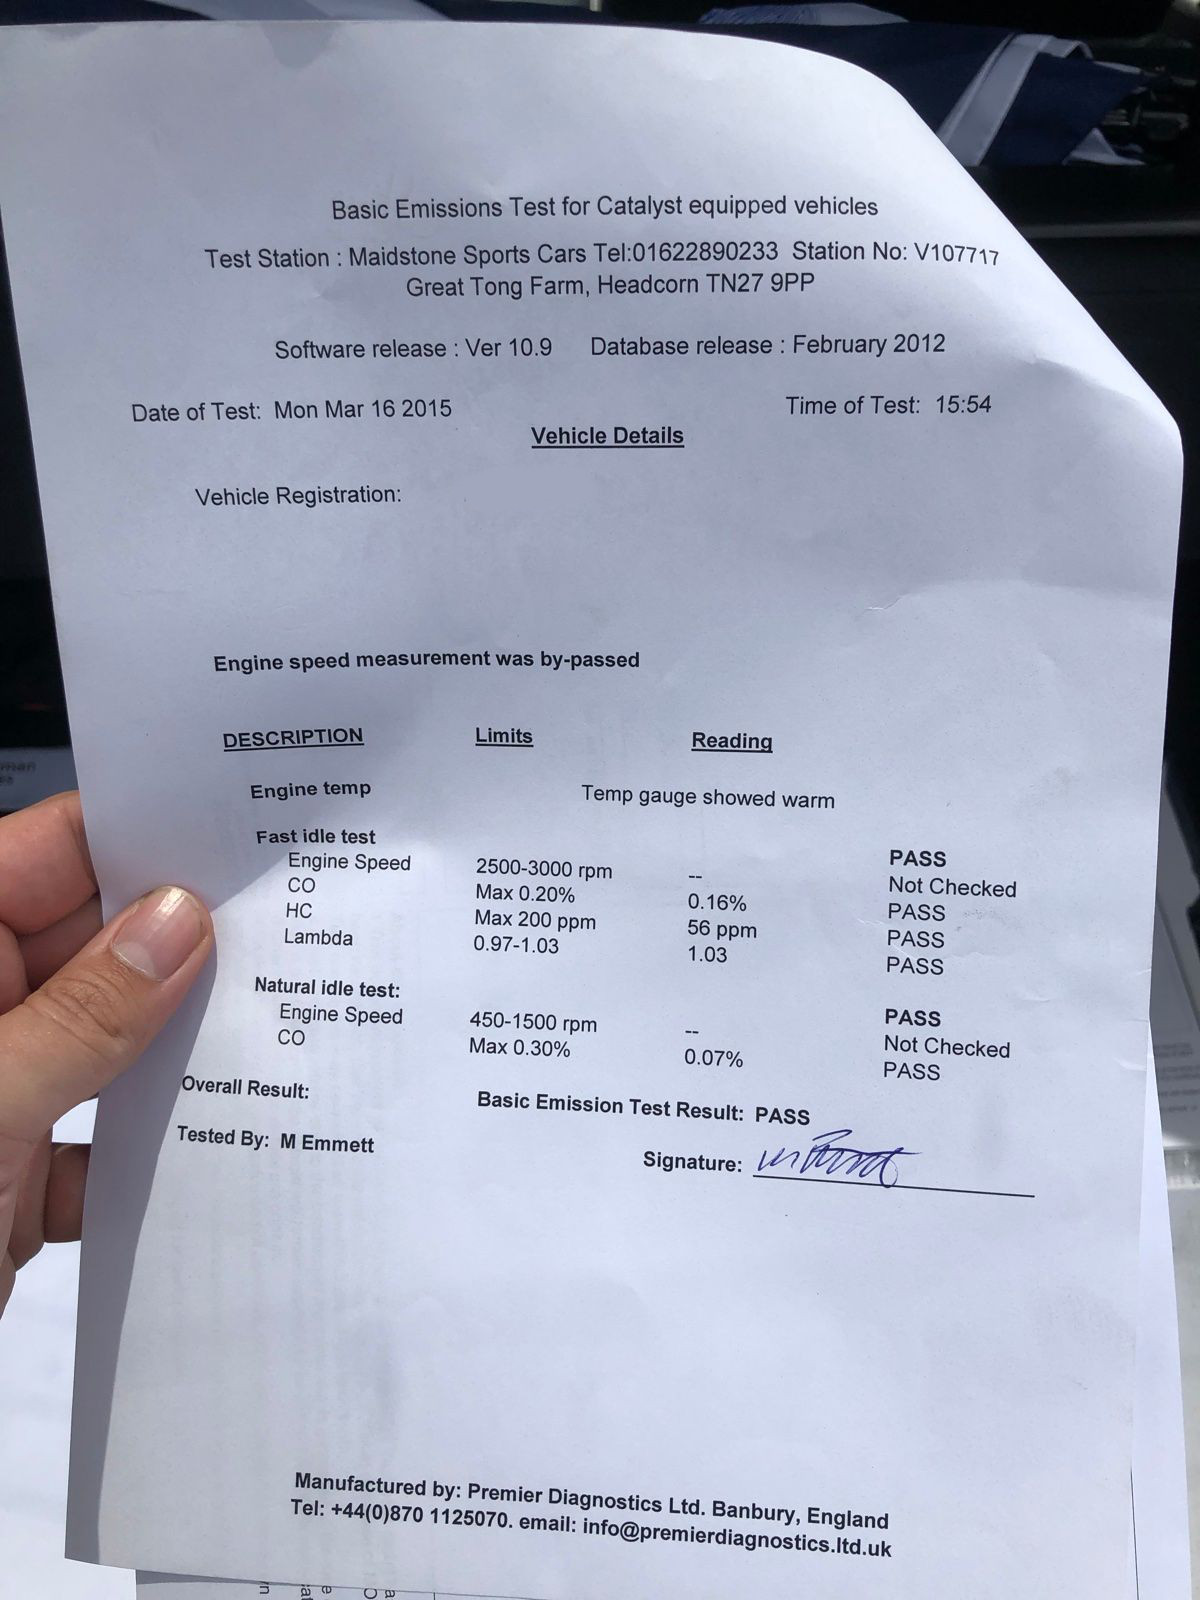 Basic Emissions Test for Catalyst equipped vehicles
Test Station : Maidstone Sports Cars Tel:01622890233 Station No: V107717
Great Tong Farm, Headcorn TN27 9PP
Software release : Ver 10.9 Database release : February 2012
Date of Test: Mon Mar 16 2015 Time of Test: 15:54
Vehicle Details
Vehicle Registration:
Engine speed measurement was by-passed
DESCRIPTION Limits Reading
Engine temp Temp gauge showed warm
Fast idle test PASS
Engine Speed 2500-3000 rpm -- Not Checked
CO Max 0.20% 0.16% PASS
HC Max 200 ppm 56 ppm PASS
Lambda 0.97-1.03 1.03 PASS
Natural idle test: PASS
Engine Speed 450-1500 rpm -- Not Checked
CO Max 0.30% 0.07% PASS
Overall Result: Basic Emission Test Result: PASS
Tested By: M Emmett Signature:
Manufactured by: Premier Diagnostics Ltd. Banbury, England
Tel: +44(0)870 1125070. email: info@premierdiagnostics.ltd.uk